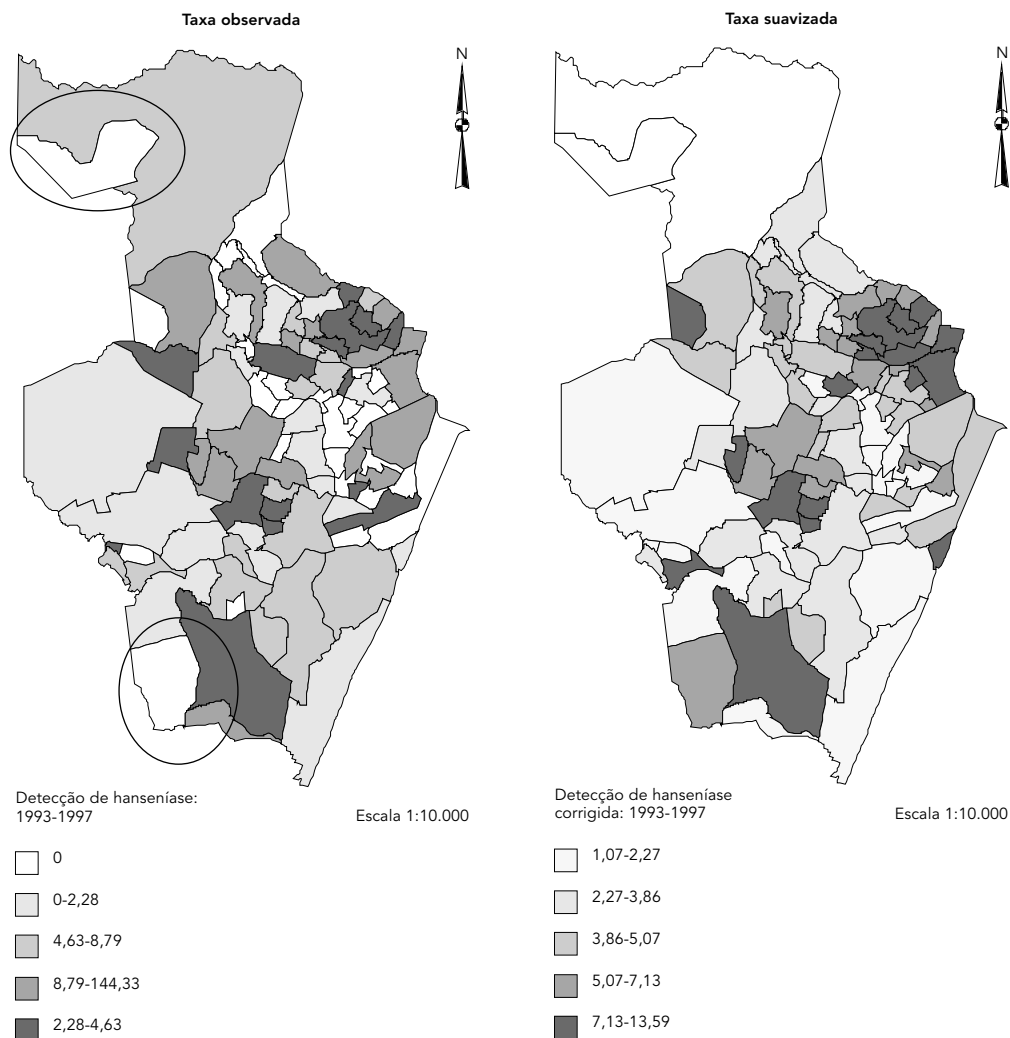 Taxa observada
N
Detecção de hanseníase:
1993-1997
Escala 1:10.000
0
0-2,28
4,63-8,79
8,79-144,33
2,28-4,63
Taxa suavizada
N
Detecção de hanseníase
corrigida: 1993-1997
Escala 1:10.000
1,07-2,27
2,27-3,86
3,86-5,07
5,07-7,13
7,13-13,59